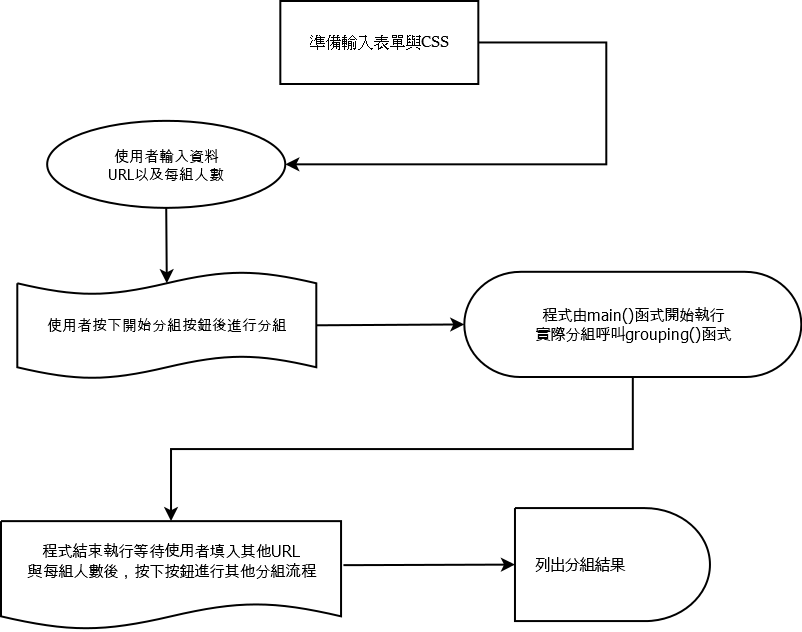 準備輸入表單與CSS
使用者輸入資料
URL以及每組人數
使用者按下開始分組按鈕後進行分組
程式由main()函式開始執行
實際分組呼叫grouping()函式
程式結束執行等待使用者填入其他URL
與每組人數後，按下按鈕進行其他分組流程
列出分組結果